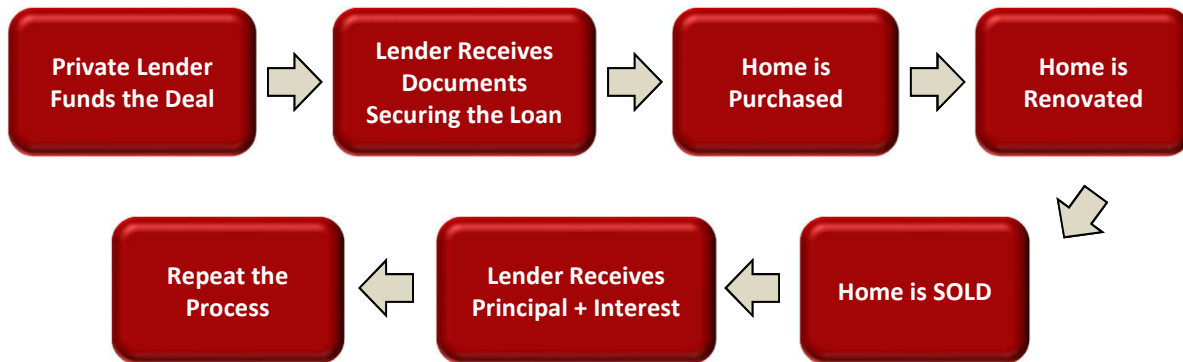 Private Lender
Funds the Deal
Lender Receives
Documents
Securing the Loan
Home is
Purchased
Home is
Renovated
Home is SOLD
Lender Receives
Principal + Interest
Repeat the
Process